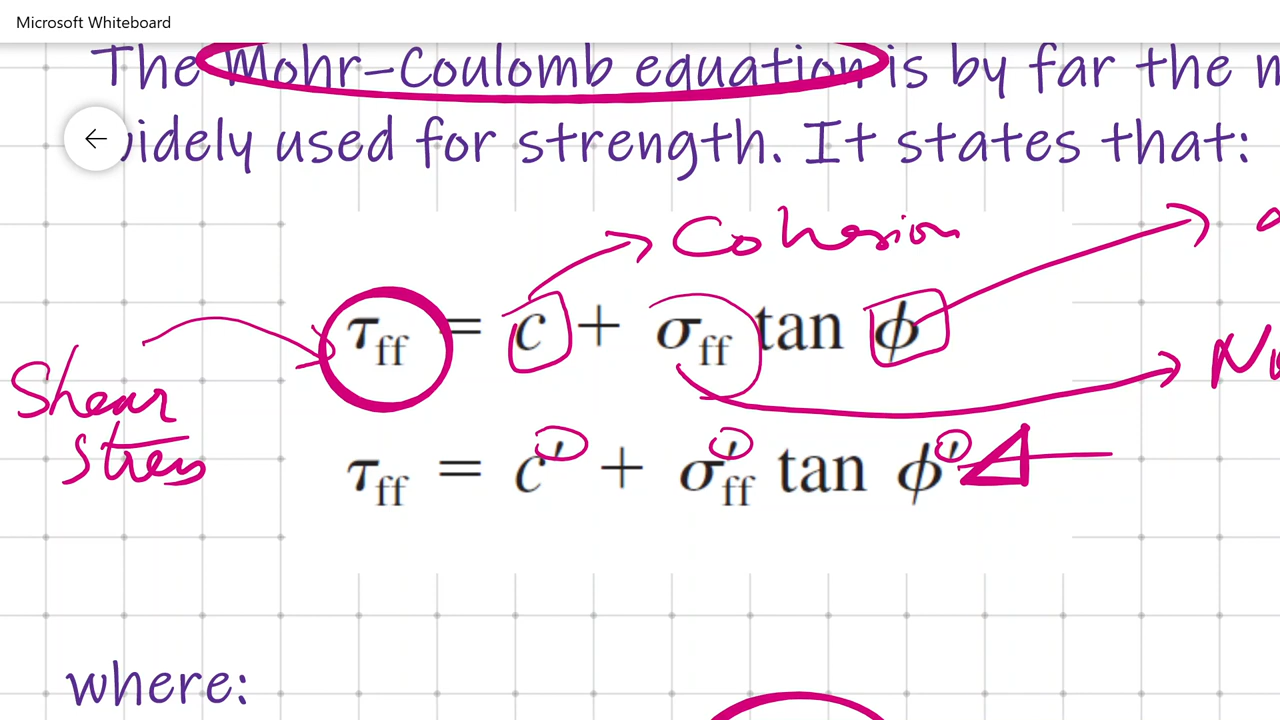 Microsoft Whiteboard
The Mohr-Coulomb equation is by far the
widely used for strength. It states that:
Cohesion
τff = c + σff tan ϕ
Shear
stress
τff = c′ + σ′ff tan ϕ′
where: